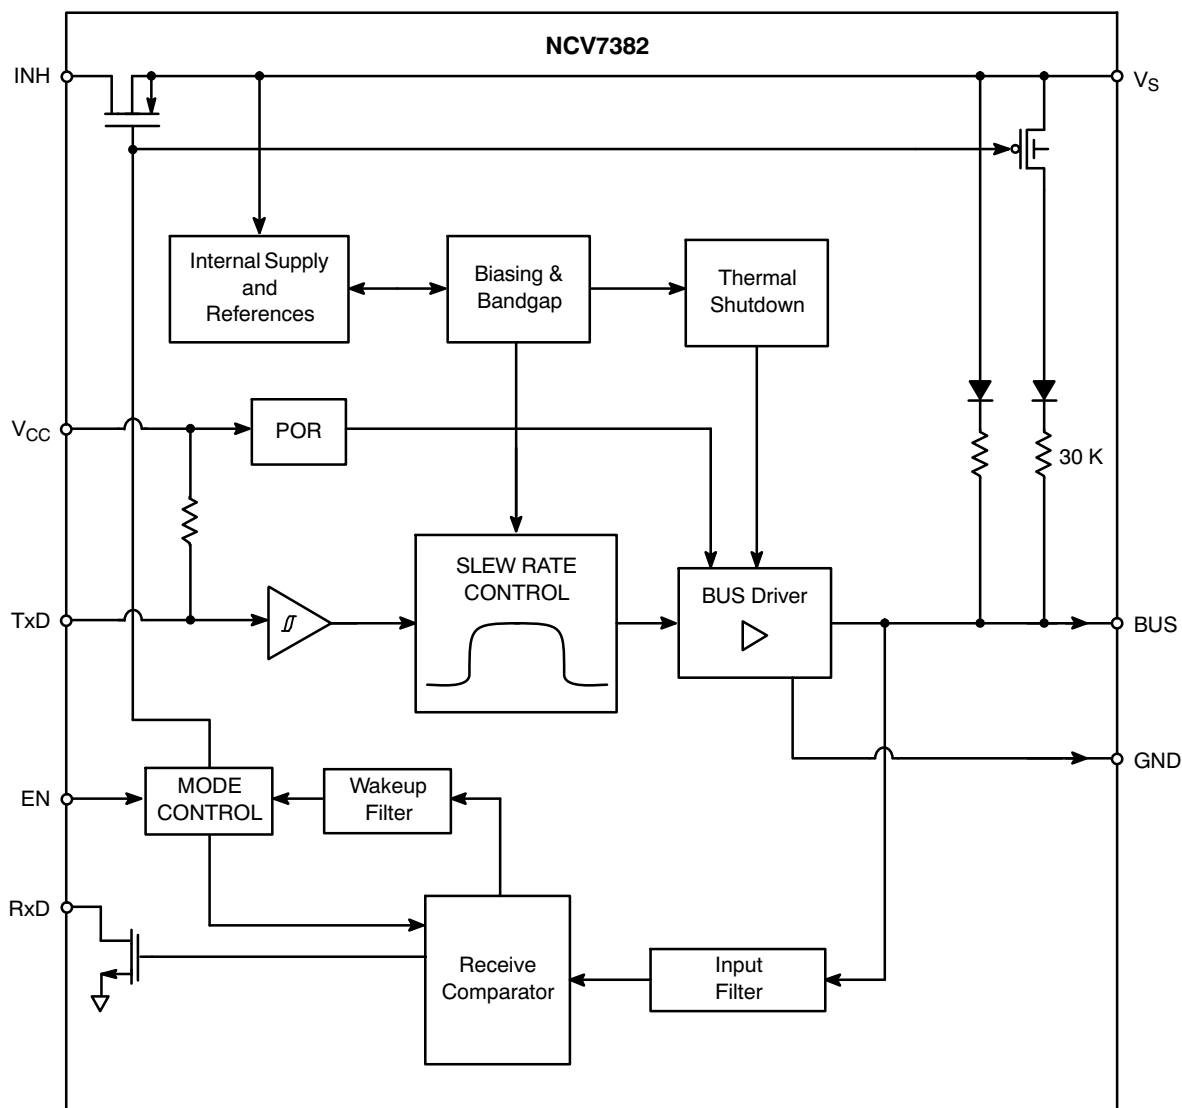 NCV7382
INH
V_S
Internal Supply
and
References
Biasing &
Bandgap
Thermal
Shutdown
V_CC
POR
30 K
SLEW RATE
CONTROL
TxD
BUS Driver
BUS
GND
EN
MODE
CONTROL
Wakeup
Filter
RxD
Receive
Comparator
Input
Filter